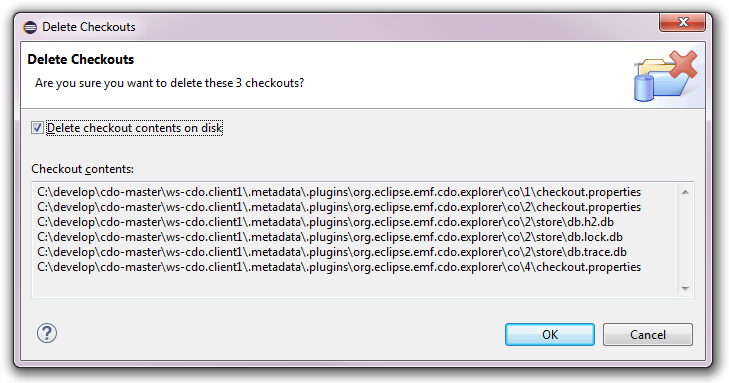 Delete Checkouts
Delete Checkouts
Are you sure you want to delete these 3 checkouts?
Delete checkout contents on disk
Checkout contents:
C:\develop\cdo-master\ws-cdo.client1\.metadata\.plugins\org.eclipse.emf.cdo.explorer\co\1\checkout.properties
C:\develop\cdo-master\ws-cdo.client1\.metadata\.plugins\org.eclipse.emf.cdo.explorer\co\2\checkout.properties
C:\develop\cdo-master\ws-cdo.client1\.metadata\.plugins\org.eclipse.emf.cdo.explorer\co\2\store\db.h2.db
C:\develop\cdo-master\ws-cdo.client1\.metadata\.plugins\org.eclipse.emf.cdo.explorer\co\2\store\db.lock.db
C:\develop\cdo-master\ws-cdo.client1\.metadata\.plugins\org.eclipse.emf.cdo.explorer\co\2\store\db.trace.db
C:\develop\cdo-master\ws-cdo.client1\.metadata\.plugins\org.eclipse.emf.cdo.explorer\co\4\checkout.properties
OK Cancel